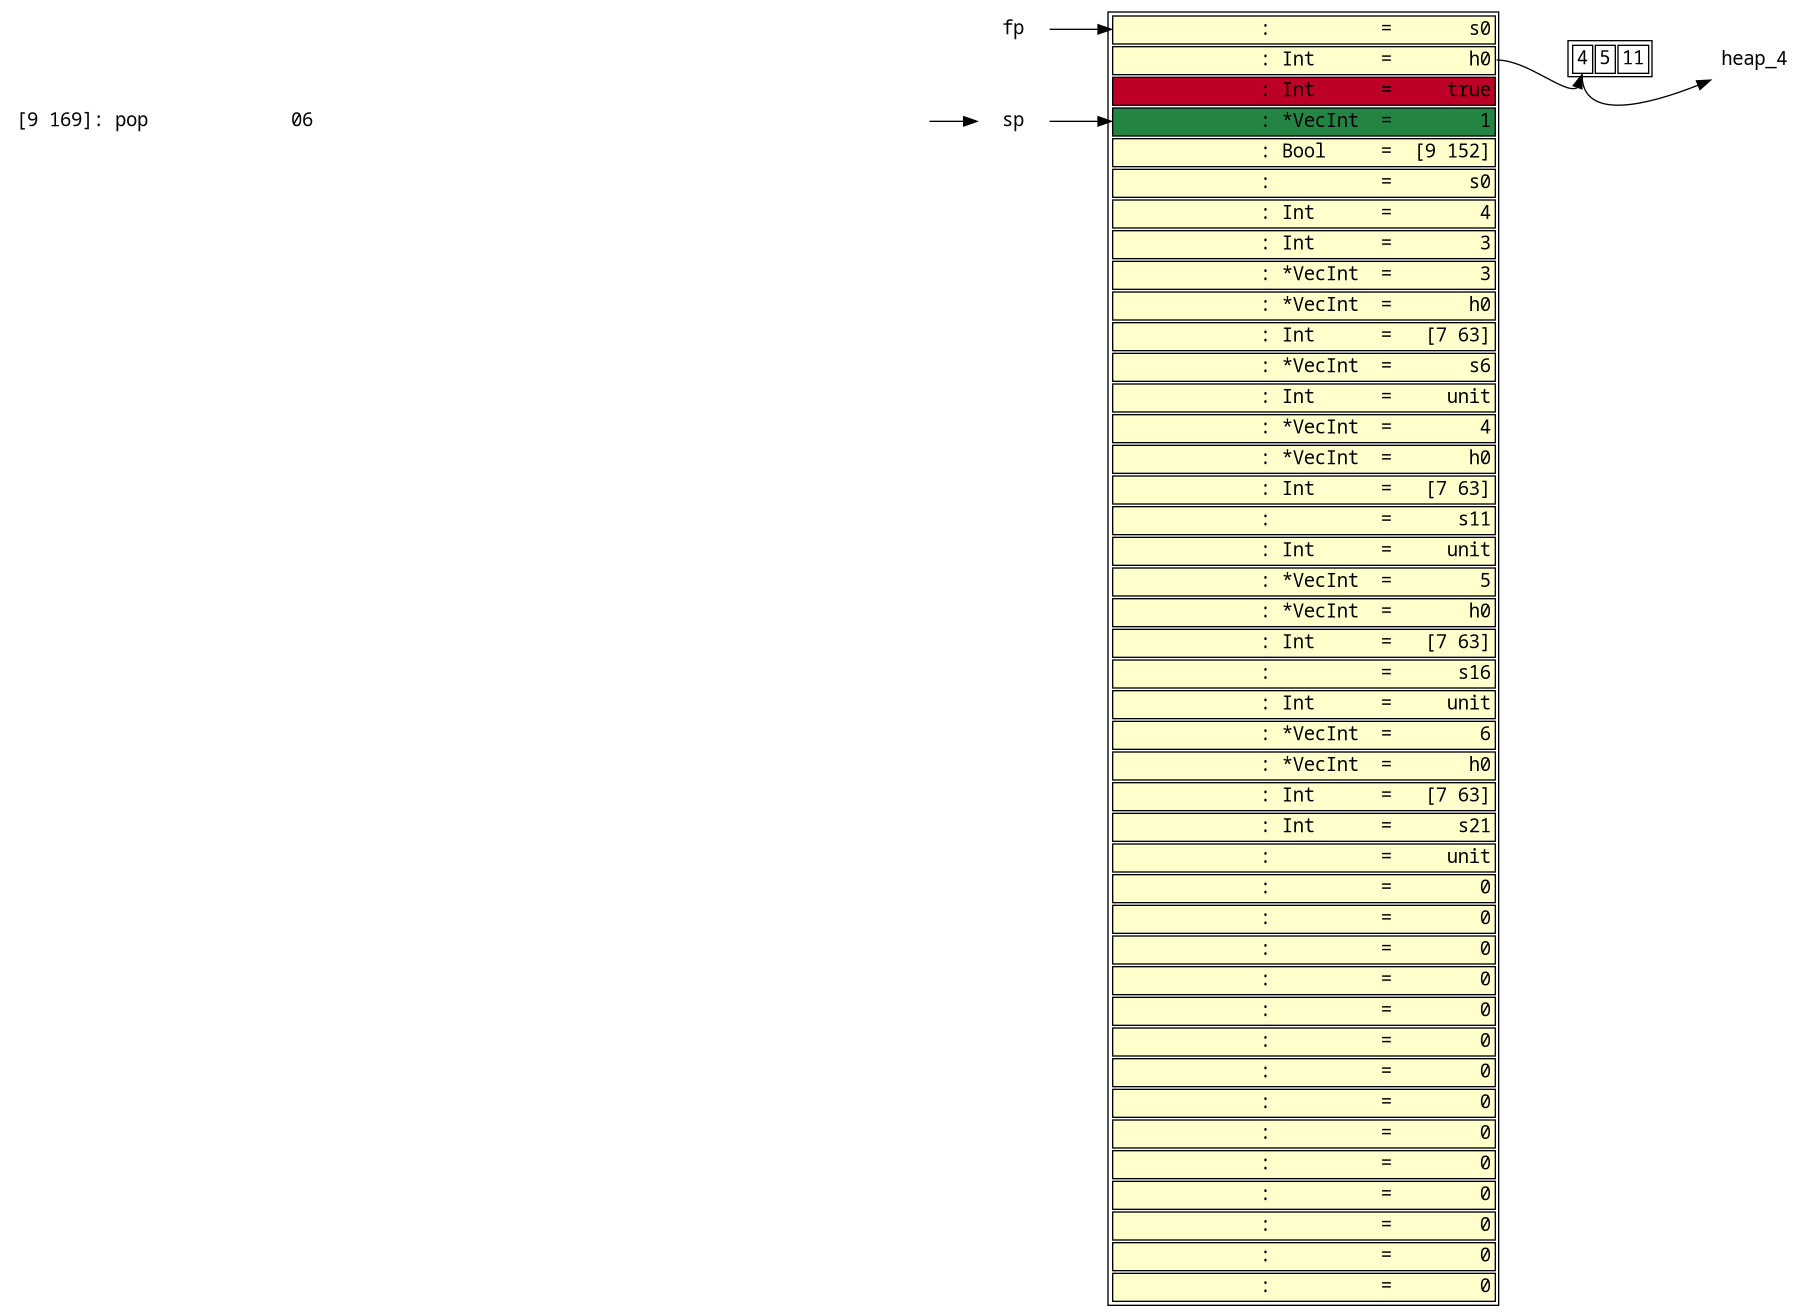 fp : = s0
: Int = h0 4 5 11 heap_4
: Int = true
[9 169]: pop 06 sp : *VecInt = 1
: Bool = [9 152]
: = s0
: Int = 4
: Int = 3
: *VecInt = 3
: *VecInt = h0
: Int = [7 63]
: *VecInt = s6
: Int = unit
: *VecInt = 4
: *VecInt = h0
: Int = [7 63]
: = s11
: Int = unit
: *VecInt = 5
: *VecInt = h0
: Int = [7 63]
: = s16
: Int = unit
: *VecInt = 6
: *VecInt = h0
: Int = [7 63]
: Int = s21
: = unit
: = 0
: = 0
: = 0
: = 0
: = 0
: = 0
: = 0
: = 0
: = 0
: = 0
: = 0
: = 0
: = 0
: = 0